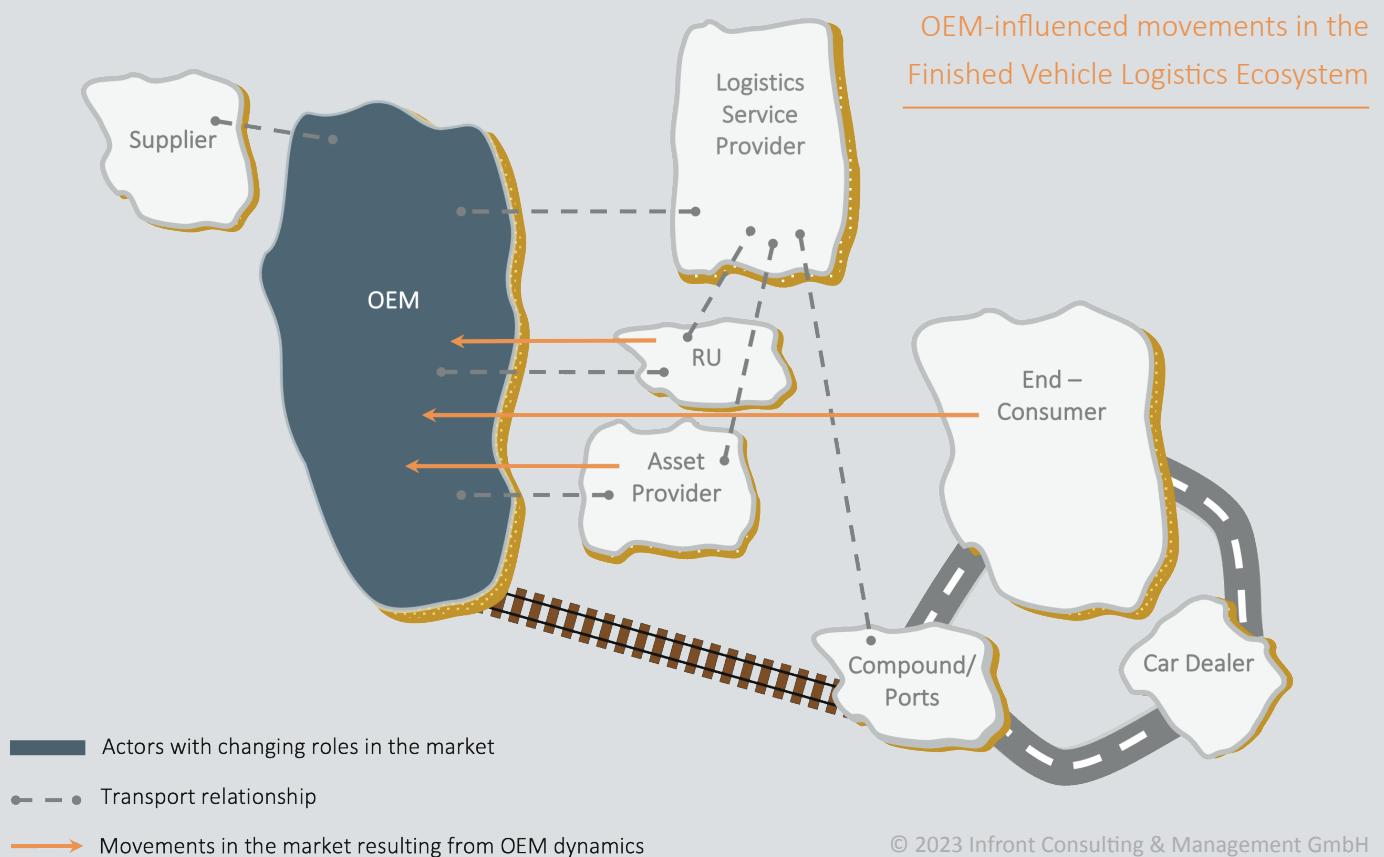 OEM-influenced movements in the
Finished Vehicle Logistics Ecosystem
Logistics
Service
Provider
Supplier
OEM
RU
End –
Consumer
Asset
Provider
Compound/
Ports
Car Dealer
Actors with changing roles in the market
Transport relationship
Movements in the market resulting from OEM dynamics
© 2023 Infront Consulting & Management GmbH